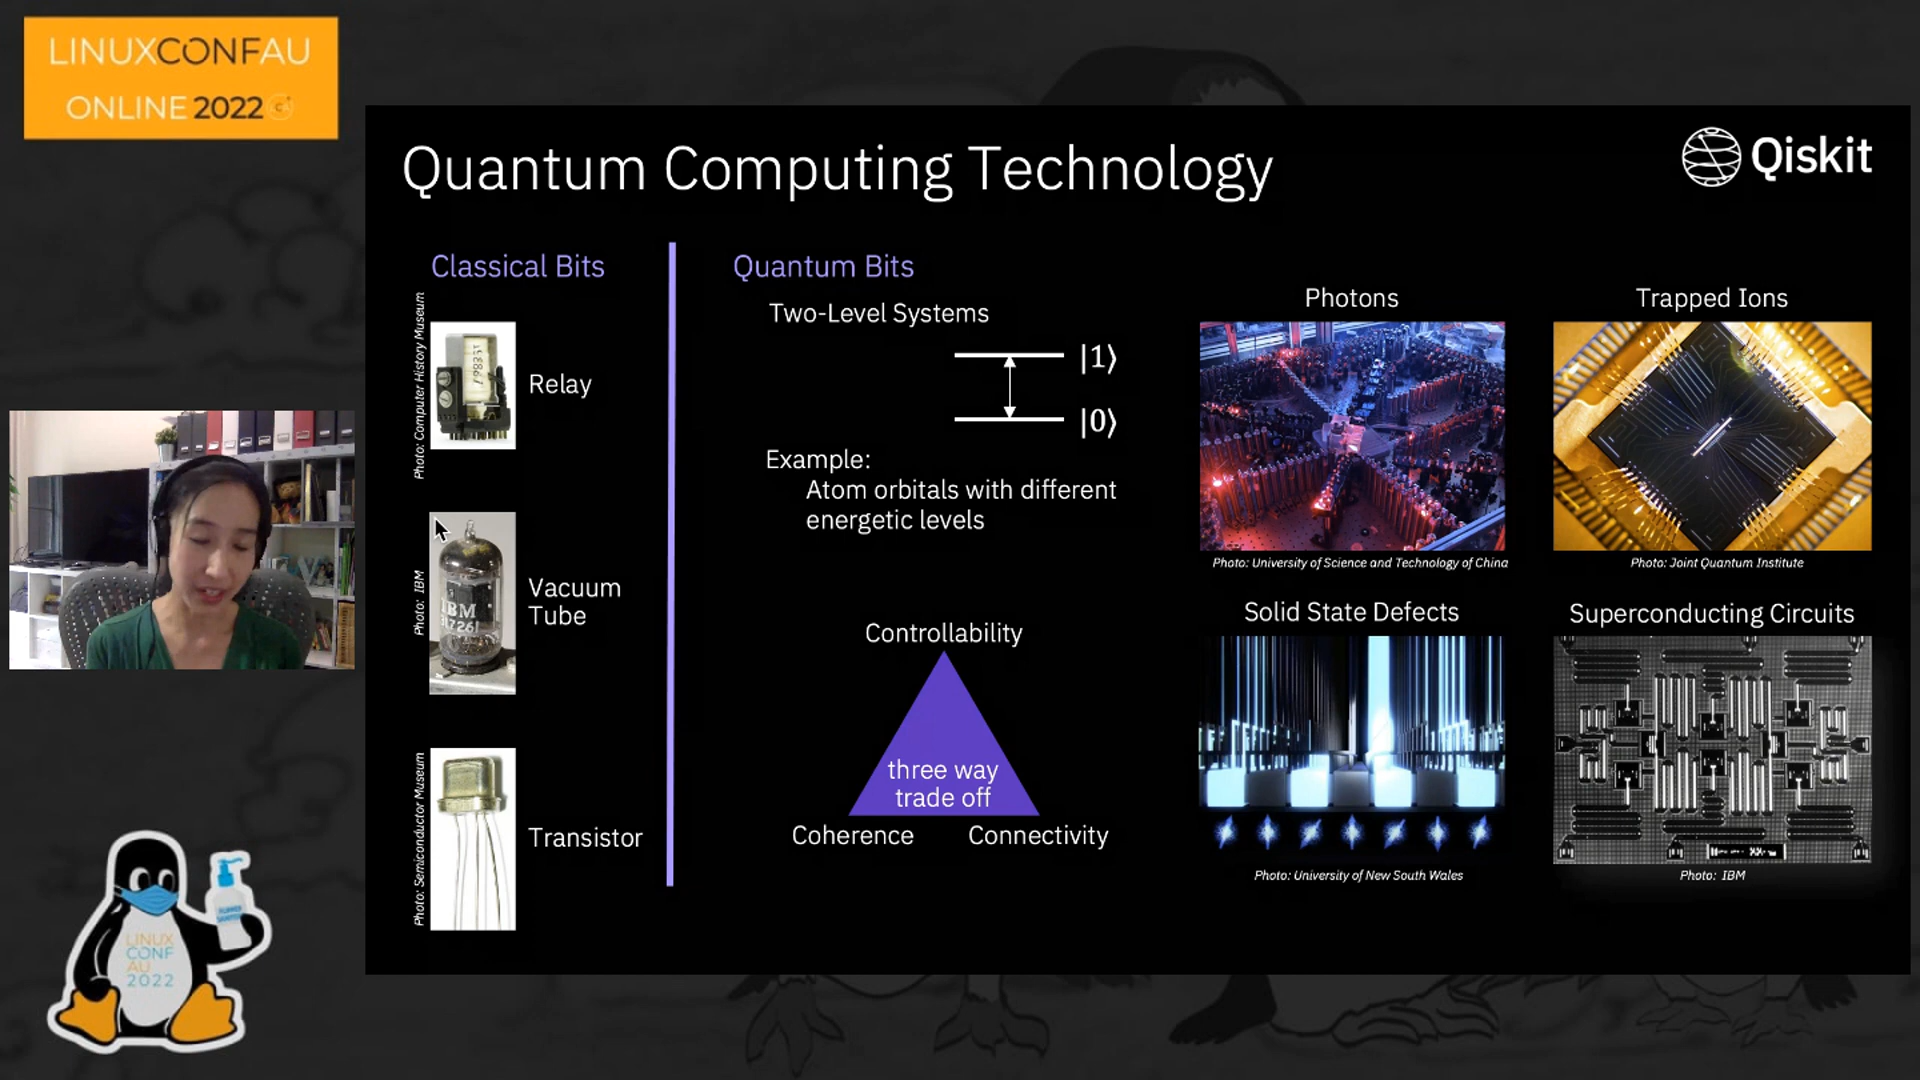 LINUXCONFAU
ONLINE 2022
Quantum Computing Technology
Qiskit
Classical Bits
Photo: Computer History Museum
Relay
Photo: IBM
IBM
Vacuum
Tube
Photo: Semiconductor Museum
Transistor
Quantum Bits
Two-Level Systems
|1⟩
|0⟩
Example:
Atom orbitals with different
energetic levels
Controllability
three way
trade off
Coherence
Connectivity
Photons
Photo: University of Science and Technology of China
Trapped Ions
Photo: Joint Quantum Institute
Solid State Defects
Photo: University of New South Wales
Superconducting Circuits
Photo: IBM
LINUX
CONF
AU
2022